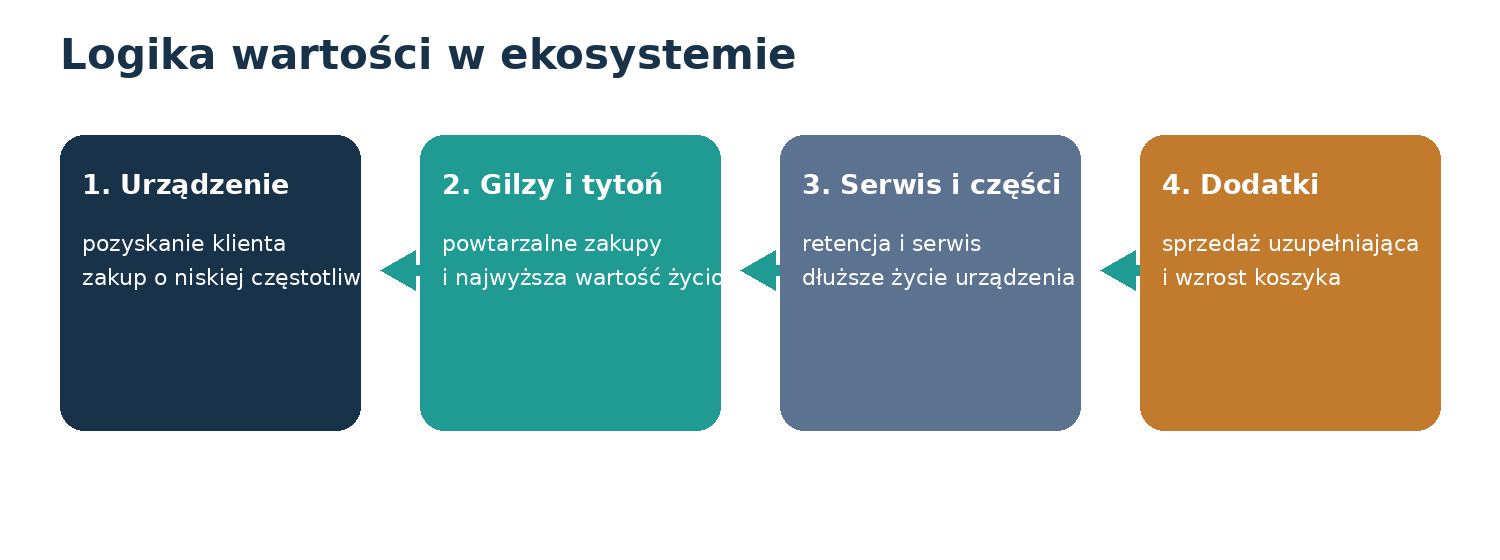 Logika wartości w ekosystemie
1. Urządzenie
pozyskanie klienta
zakup o niskiej częstotliw
2. Gilzy i tytoń
powtarzalne zakupy
i najwyższa wartość życio
3. Serwis i części
retencja i serwis
dłuższe życie urządzenia
4. Dodatki
sprzedaż uzupełniająca
i wzrost koszyka